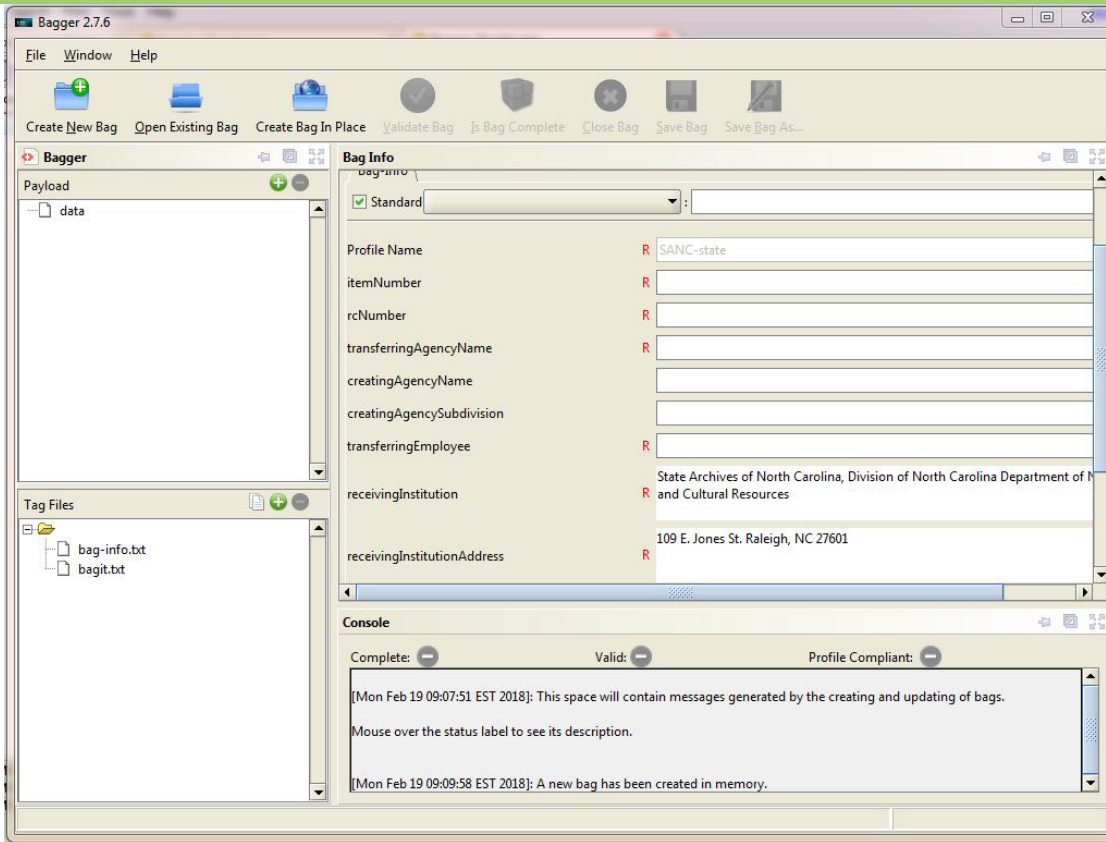 Bagger 2.7.6
File Window Help
Create New Bag Open Existing Bag Create Bag In Place Validate Bag Is Bag Complete Close Bag Save Bag Save Bag As...
Bagger
Payload
data
Tag Files
bag-info.txt
bagit.txt
Bag Info
Bag-Info
Standard :
Profile Name R SANC-state
itemNumber R
rcNumber R
transferringAgencyName R
creatingAgencyName
creatingAgencySubdivision
transferringEmployee R
receivingInstitution R State Archives of North Carolina, Division of North Carolina Department of
and Cultural Resources
receivingInstitutionAddress R 109 E. Jones St. Raleigh, NC 27601
Console
Complete: Valid: Profile Compliant:
[Mon Feb 19 09:07:51 EST 2018]: This space will contain messages generated by the creating and updating of bags.
Mouse over the status label to see its description.
[Mon Feb 19 09:09:58 EST 2018]: A new bag has been created in memory.